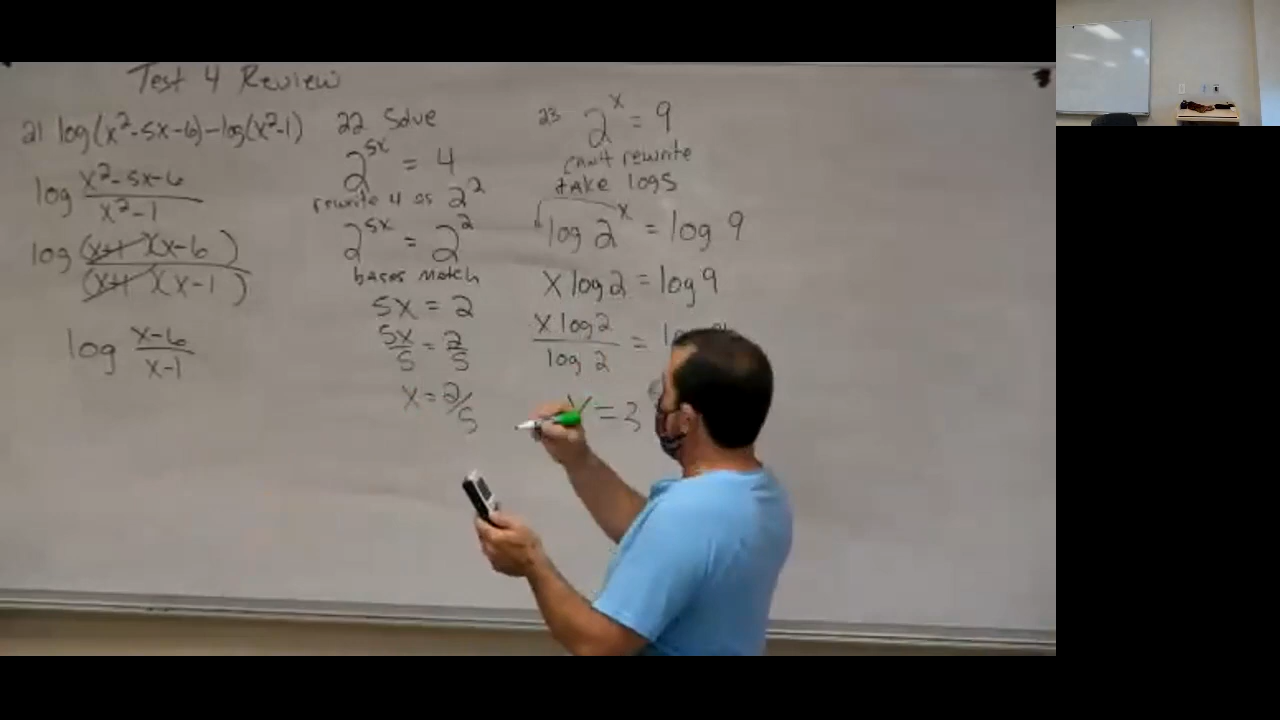 Test 4 Review
21 log(x²-5x-6)-log(x²-1)
log (x²-5x-6)/(x²-1)
log ((x+1)(x-6))/((x+1)(x-1))
log (x-6)/(x-1)
22 Solve
2^5x = 4
rewrite 4 as 2²
2^5x = 2²
bases match
5x = 2
5x/5 = 2/5
x = 2/5
23 2^x = 9
can't rewrite
take logs
log 2^x = log 9
x log 2 = log 9
x log 2 / log 2 =
x = 3